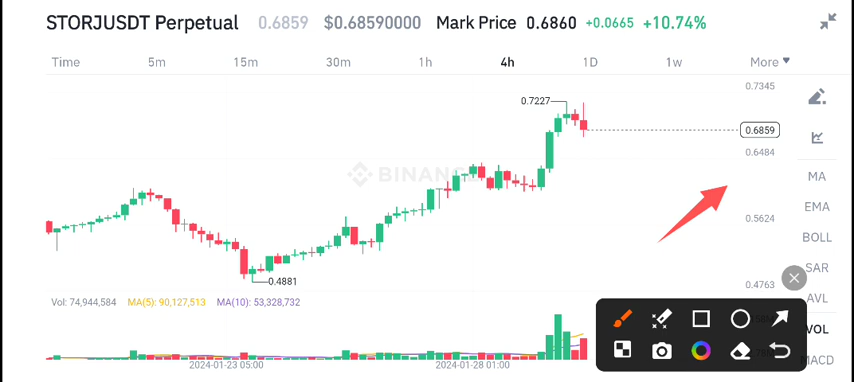 STORJUSDT Perpetual 0.6859 $0.68590000 Mark Price 0.6860 +0.0665 +10.74%
Time 5m 15m 30m 1h 4h 1D 1w More
0.7345
0.7227
0.6859
0.6484
BINAN
MA
EMA
0.5624
BOLL
SAR
0.4881
0.4763
AVL
Vol: 74,944,584 MA(5): 90,127,513 MA(10): 53,328,732
VOL
MACD
2024-01-23 05:00 2024-01-28 01:00